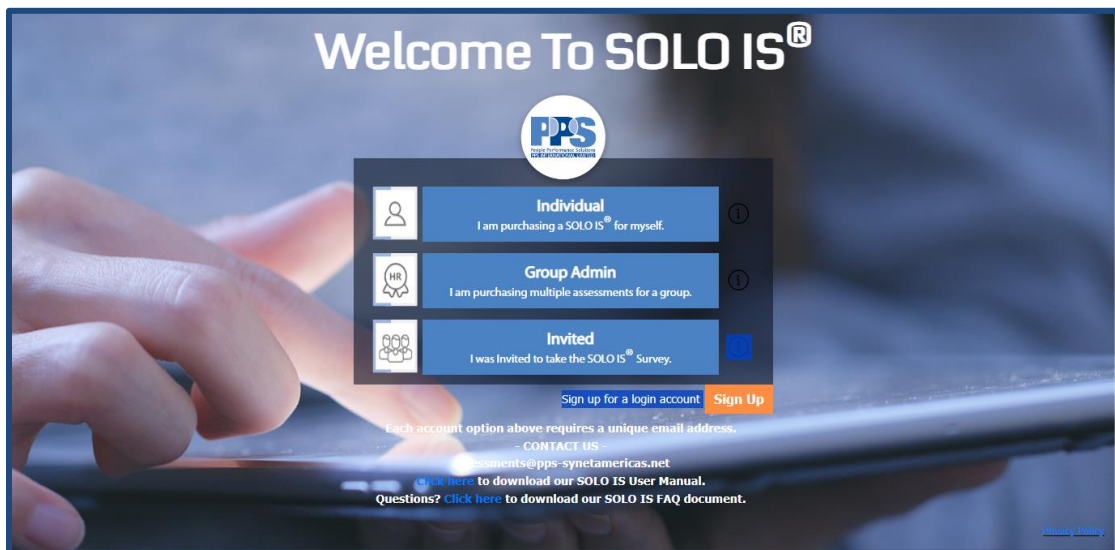 Welcome To SOLO IS®
PPS
People Performance Solutions
PPS INTERNATIONAL LIMITED
Individual
I am purchasing a SOLO IS® for myself.
HR
Group Admin
I am purchasing multiple assessments for a group.
Invited
I was Invited to take the SOLO IS® Survey.
Sign up for a login account Sign Up
Each account option above requires a unique email address.
- CONTACT US -
essments@pps-synetamericas.net
Click here to download our SOLO IS User Manual.
Questions? Click here to download our SOLO IS FAQ document.
Privacy Policy